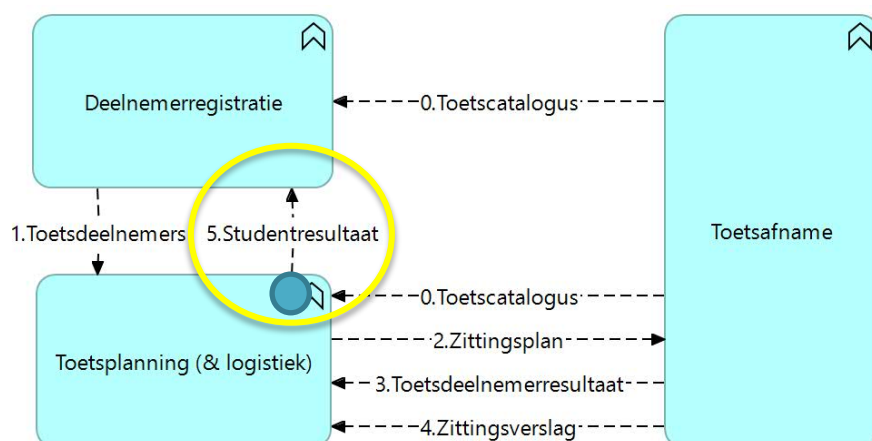 Deelnemerregistratie
0.Toetscatalogus
Toetsafname
1.Toetsdeelnemers
5.Studentresultaat
0.Toetscatalogus
2.Zittingsplan
Toetsplanning (& logistiek)
3.Toetsdeelnemerresultaat
4.Zittingsverslag